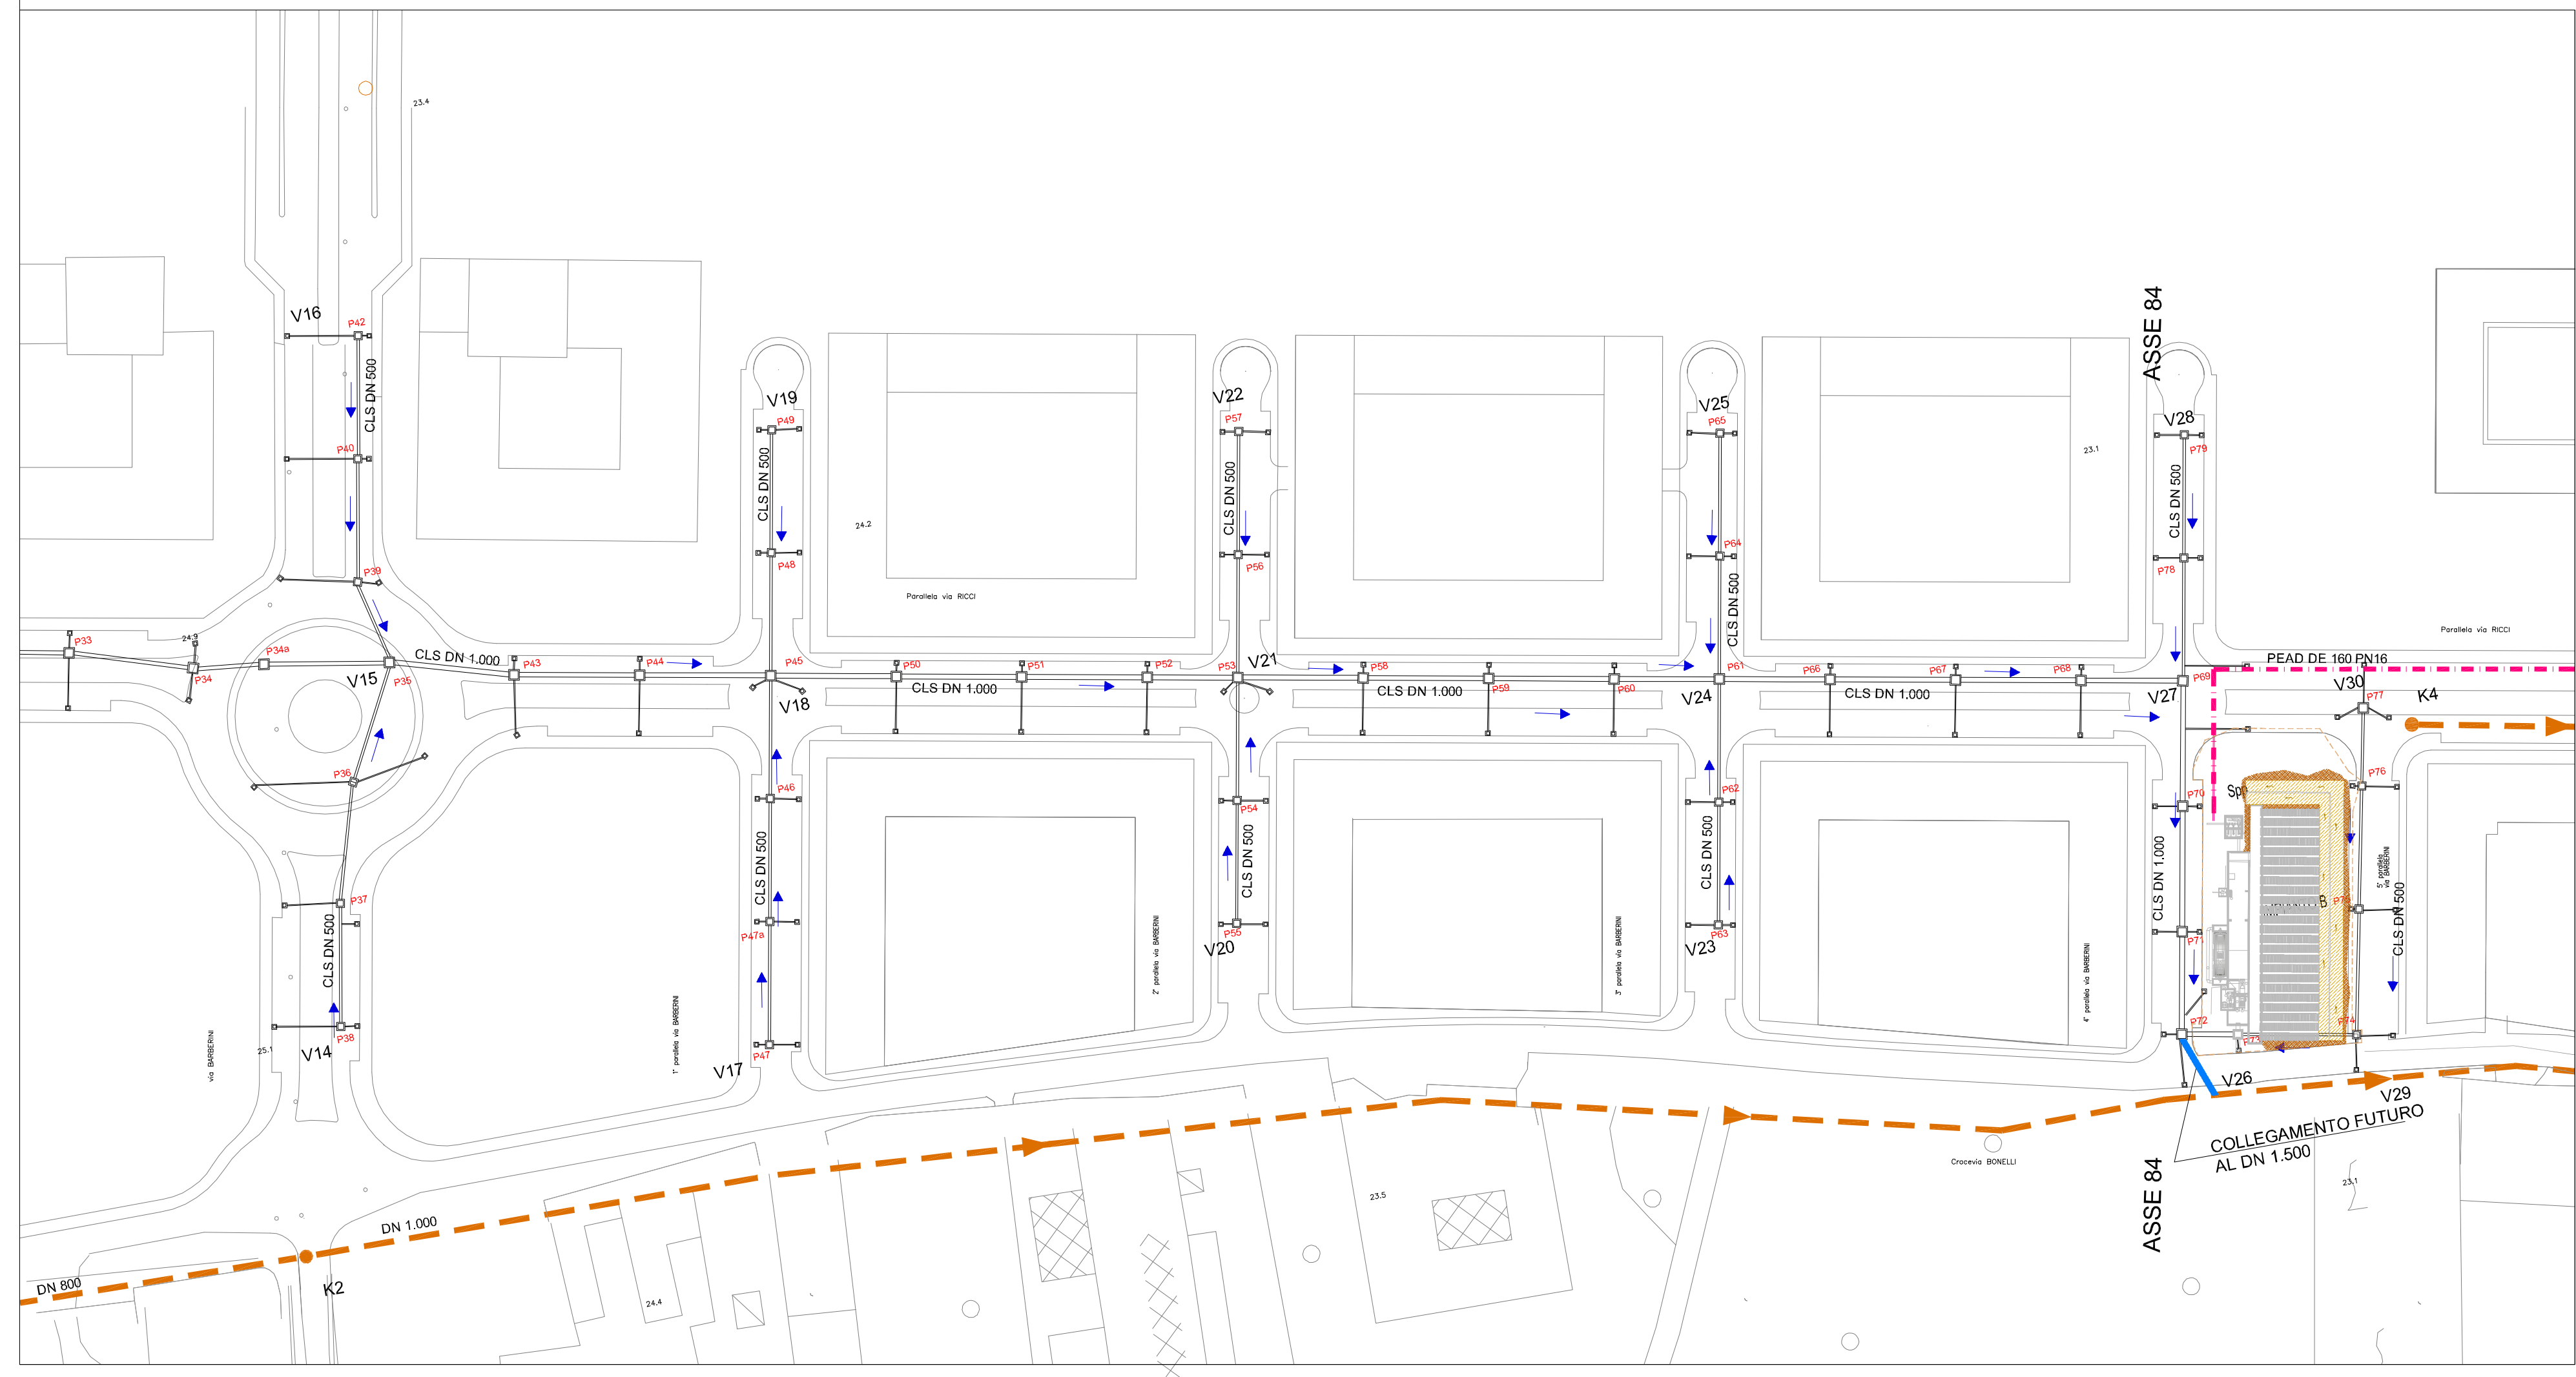 23.4
ASSE 84
V16
P42
CLS DN 500
P40
P39
V19
P49
CLS DN 500
P48
V22
P57
CLS DN 500
P56
V25
P65
P64
CLS DN 500
V28
P79
CLS DN 500
P78
23.1
24.2
Parallela via RICCI
Parallela via RICCI
P33
24.9
P34
P34a
V15
P35
CLS DN 1.000
P43
P44
P45
V18
P50
CLS DN 1.000
P51
P52
P53
V21
P58
CLS DN 1.000
P59
P60
P61
V24
P66
CLS DN 1.000
P67
P68
V27
P69
PEAD DE 160 PN16
V30
P77
K4
P36
P37
CLS DN 500
P38
V14
25.1
via BARBERINI
1° parallela via BARBERINI
P46
CLS DN 500
P47a
P47
V17
2° parallela via BARBERINI
P54
CLS DN 500
P55
V20
3° parallela via BARBERINI
P62
CLS DN 500
P63
V23
4° parallela via BARBERINI
P70
CLS DN 1.000
P71
P72
P73
P74
P75
P76
5° parallela
via BARBERINI
CLS DN 500
V26
V29
COLLEGAMENTO FUTURO
AL DN 1.500
ASSE 84
Crocevia BONELLI
23.5
23.1
24.4
DN 1.000
DN 800
K2